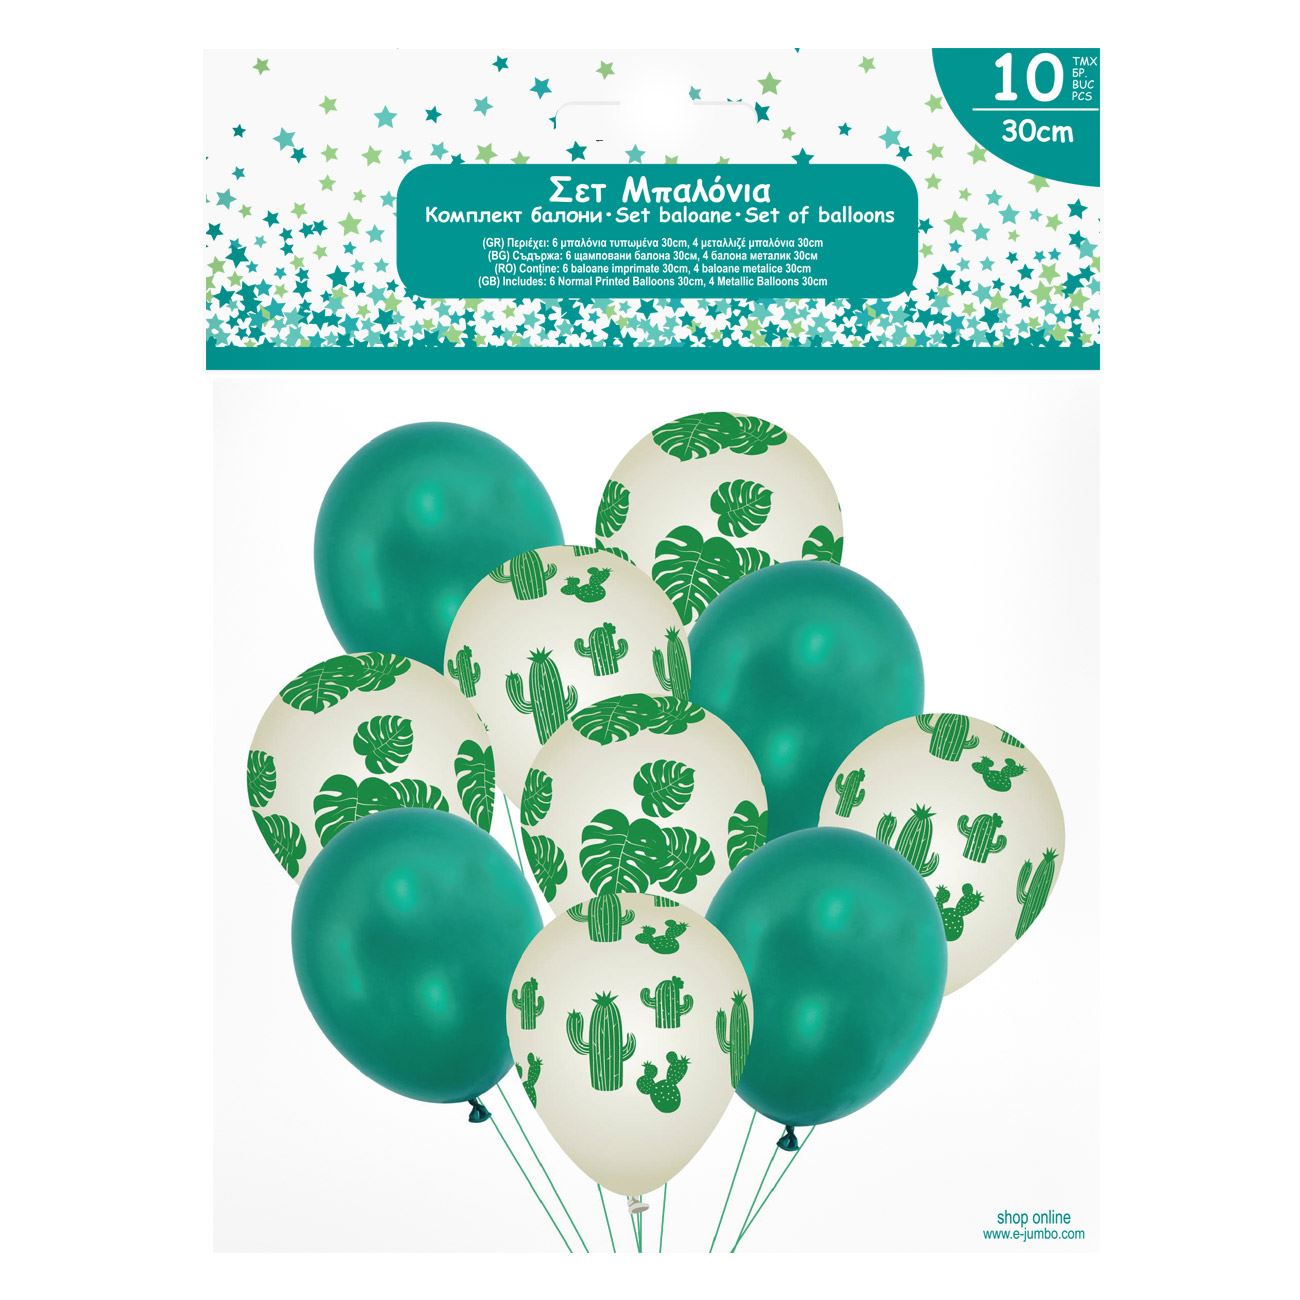 10 ΤΜΧ
БР.
BUC
PCS
30cm
Σετ Μπαλόνια
Комплект балони • Set baloane • Set of balloons
(GR) Περιέχει: 6 μπαλόνια τυπωμένα 30cm, 4 μεταλλιζέ μπαλόνια 30cm
(BG) Съдържа: 6 щамповани балона 30см, 4 балона металик 30см
(RO) Conține: 6 baloane imprimate 30cm, 4 baloane metalice 30cm
(GB) Includes: 6 Normal Printed Balloons 30cm, 4 Metallic Balloons 30cm
shop online
www.e-jumbo.com